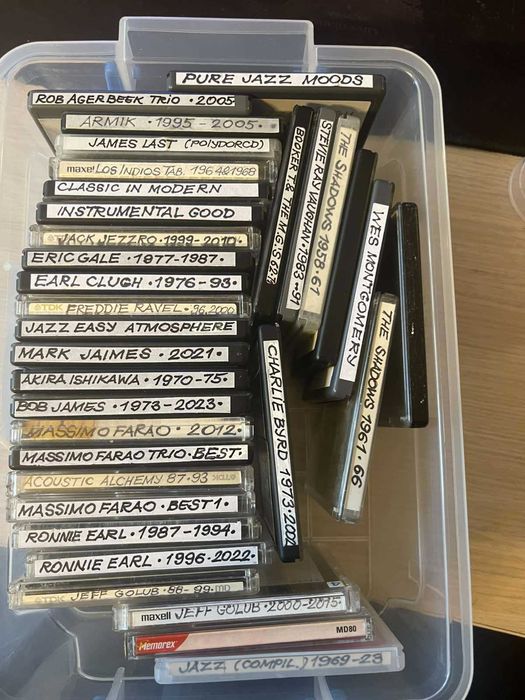 PURE JAZZ MOODS
ROB AGERBEEK TRIO • 2005
ARMIK • 1995 - 2005 •
JAMES LAST (POLYDORCD)
maxell LOS INDIOS TAB. 1964&1968
CLASSIC IN MODERN
INSTRUMENTAL GOOD
JACK JEZZRO • 1999 - 2010 •
ERIC GALE • 1977-1987 •
EARL CLUGH • 1976 - 93 •
TDK FREDDIE RAVEL • 96, 2000
JAZZ EASY ATMOSPHERE
MARK JAIMES • 2021 •
AKIRA ISHIKAWA • 1970 - 75 •
BOB JAMES • 1973 - 2023 •
MASSIMO FARAO • 2012 •
MASSIMO FARAO TRIO • BEST •
ACOUSTIC ALCHEMY 87 - 93 TDK
MASSIMO FARAO • BEST 1 •
RONNIE EARL • 1987 - 1994 •
RONNIE EARL • 1996 - 2022 •
TDK JEFF GOLUB • 88 - 99 MD
maxell JEFF GOLUB • 2000 - 2015 •
Memorex MD80
JAZZ (COMPIL.) 1969 - 23
BOOKER T. & THE M.G.'S
STEVIE RAY VAUGHAN • 1983 - 91
THE SHADOWS 1958 • 61
WES MONTGOMERY
THE SHADOWS 1961 • 66
CHARLIE BYRD 1973 • 2002